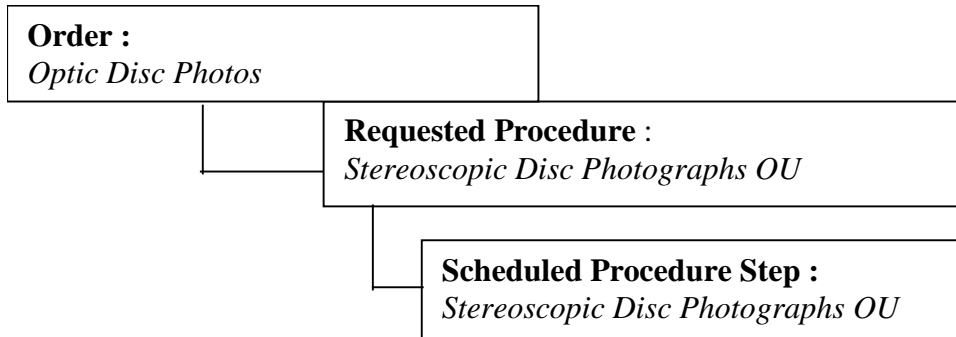 Order :
Optic Disc Photos
Requested Procedure :
Stereoscopic Disc Photographs OU
Scheduled Procedure Step :
Stereoscopic Disc Photographs OU